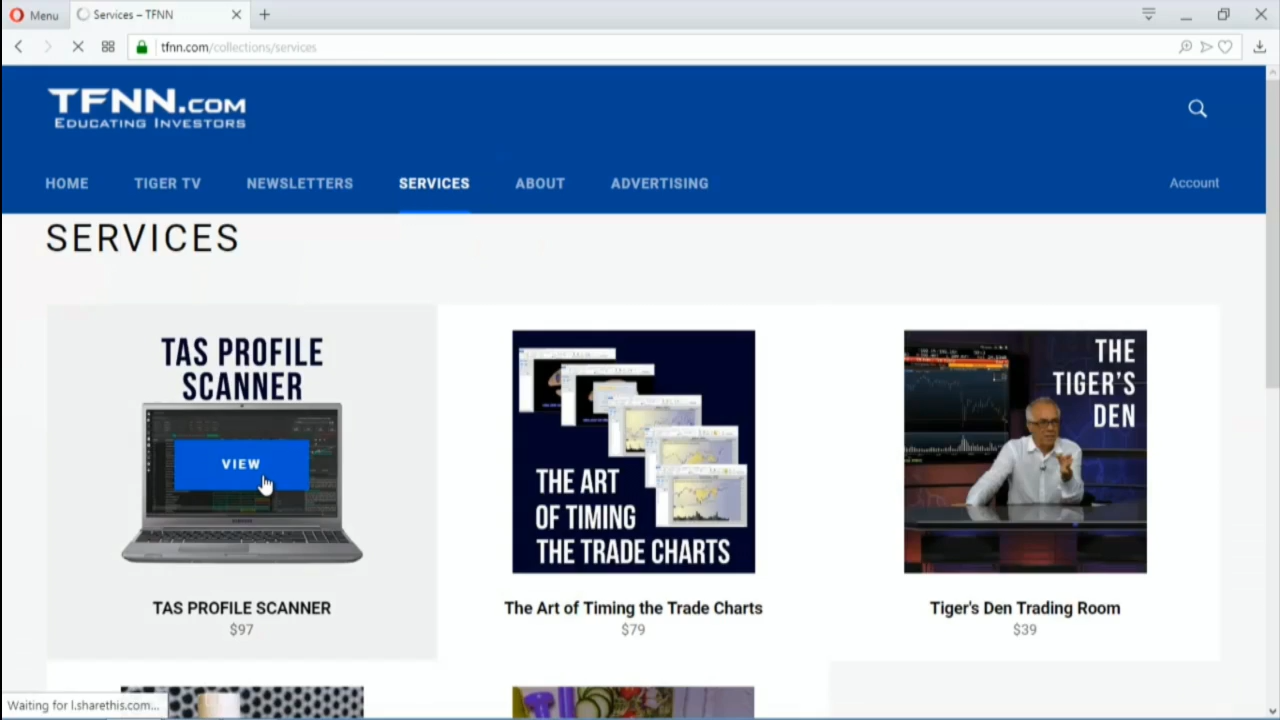 Menu
Services – TFNN
tfnn.com/collections/services
TFNN.COM
EDUCATING INVESTORS
HOME
TIGER TV
NEWSLETTERS
SERVICES
ABOUT
ADVERTISING
Account
SERVICES
TAS PROFILE
SCANNER
VIEW
TAS PROFILE SCANNER
$97
THE ART
OF TIMING
THE TRADE CHARTS
The Art of Timing the Trade Charts
$79
THE
TIGER'S
DEN
Tiger's Den Trading Room
$39
Waiting for l.sharethis.com...